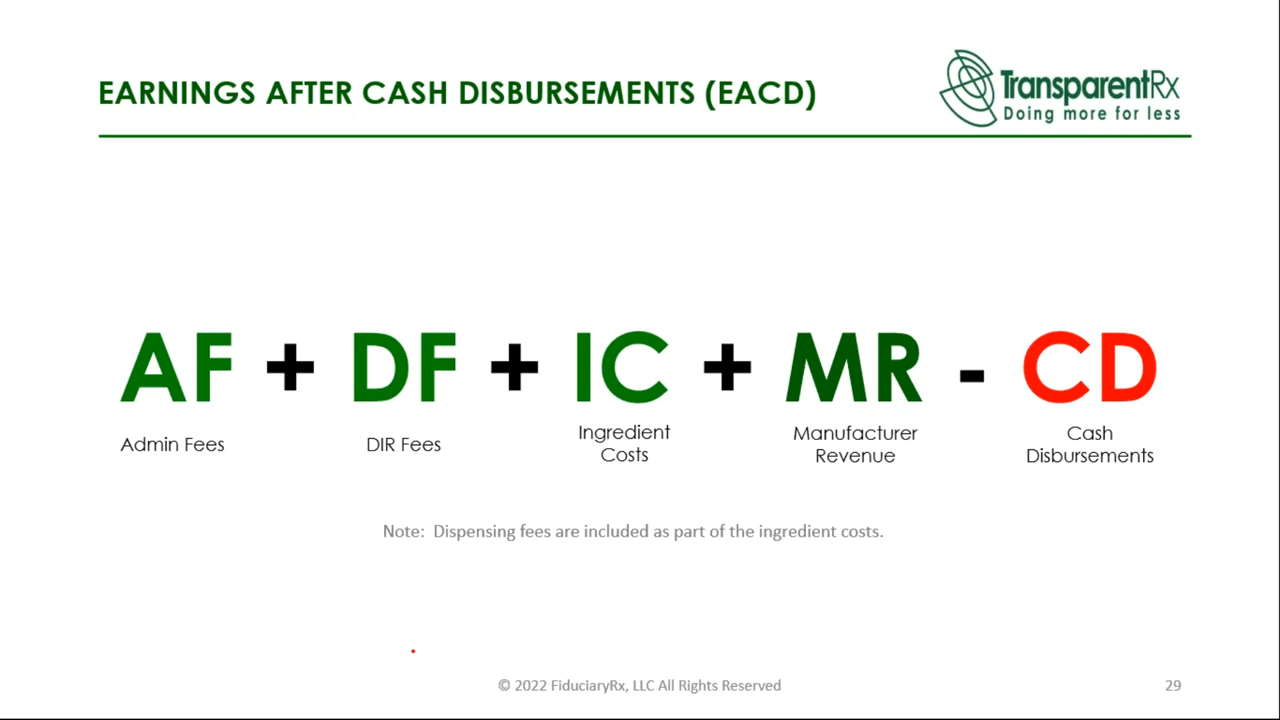 EARNINGS AFTER CASH DISBURSEMENTS (EACD)
TransparentRx
Doing more for less
AF + DF + IC + MR - CD
Admin Fees
DIR Fees
Ingredient
Costs
Manufacturer
Revenue
Cash
Disbursements
Note: Dispensing fees are included as part of the ingredient costs.
© 2022 FiduciaryRx, LLC All Rights Reserved
29